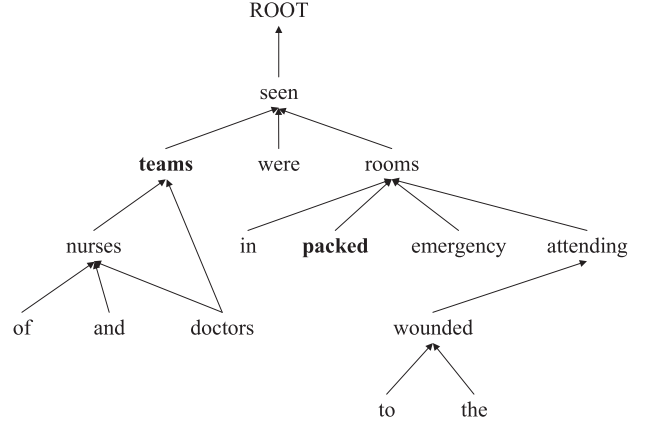 ROOT
seen
teams were rooms
nurses in packed emergency attending
of and doctors wounded
to the